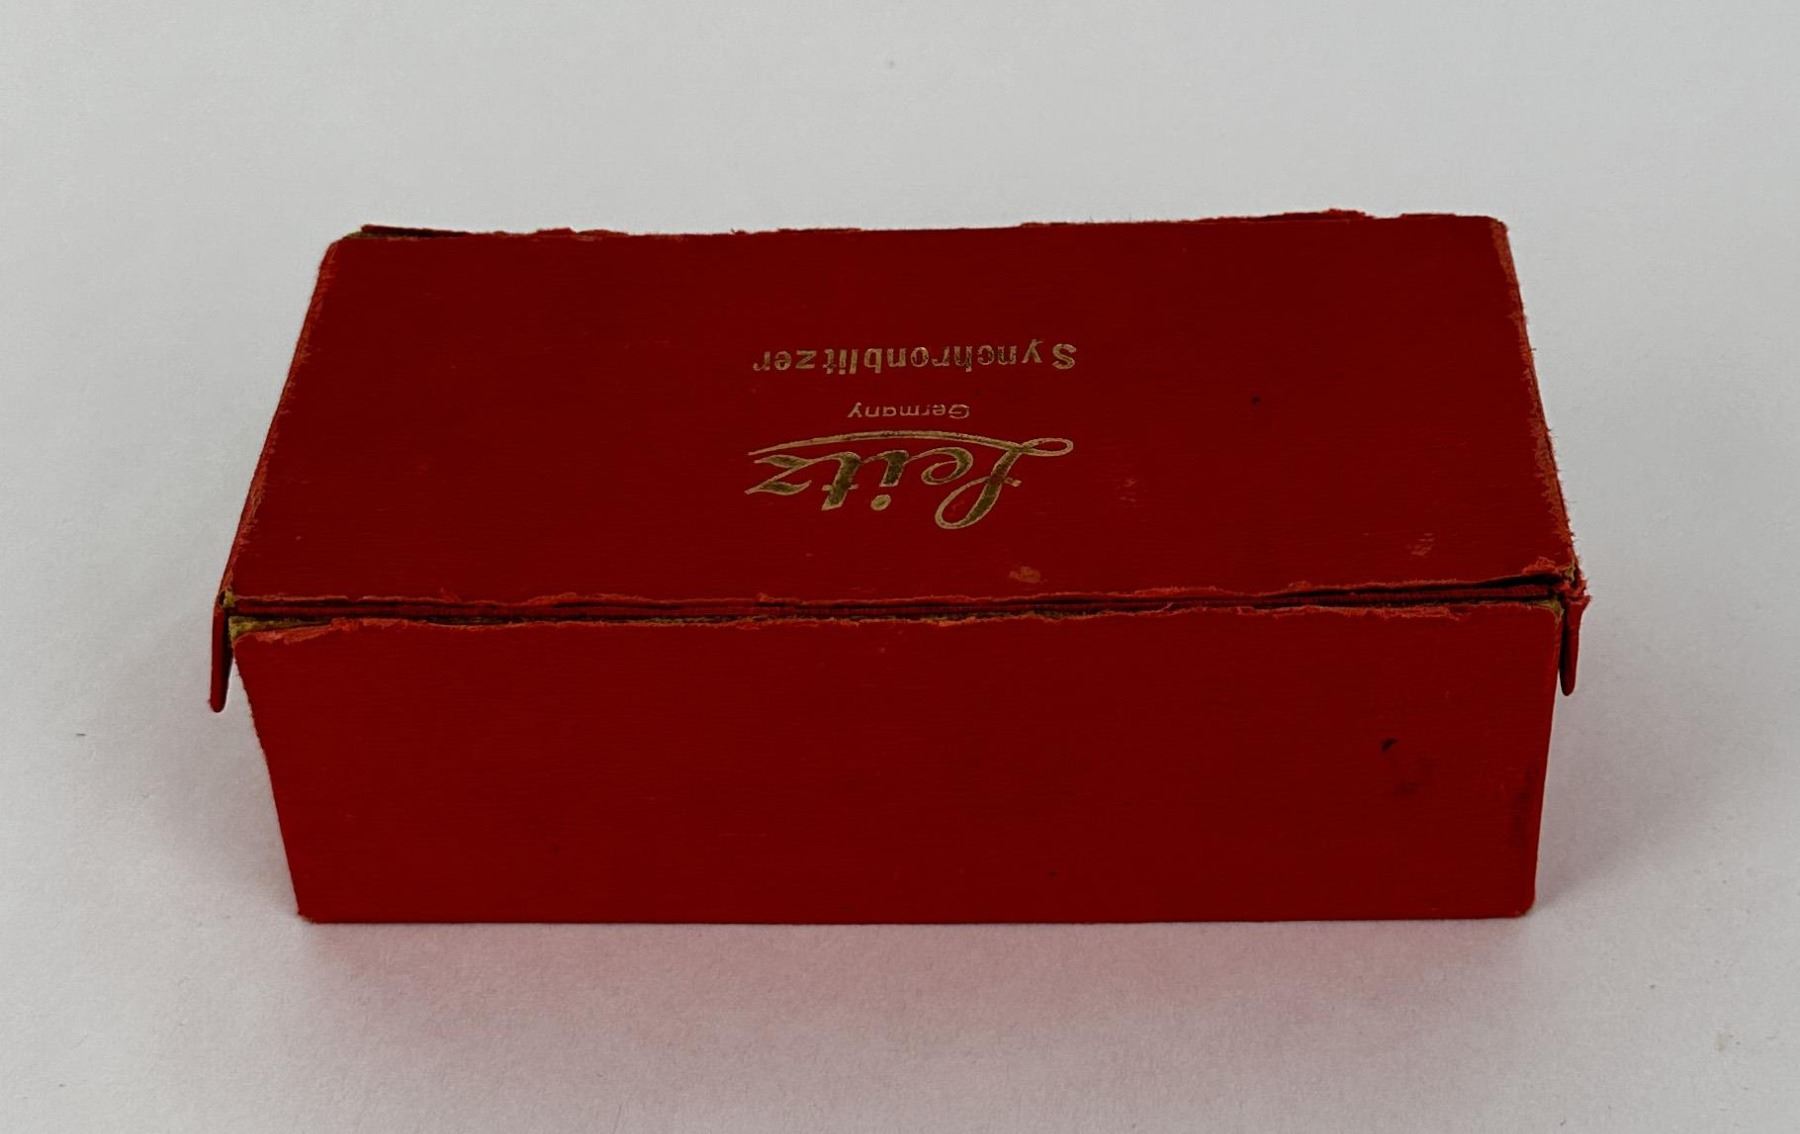 Leitz
Germany
Synchronblitzer